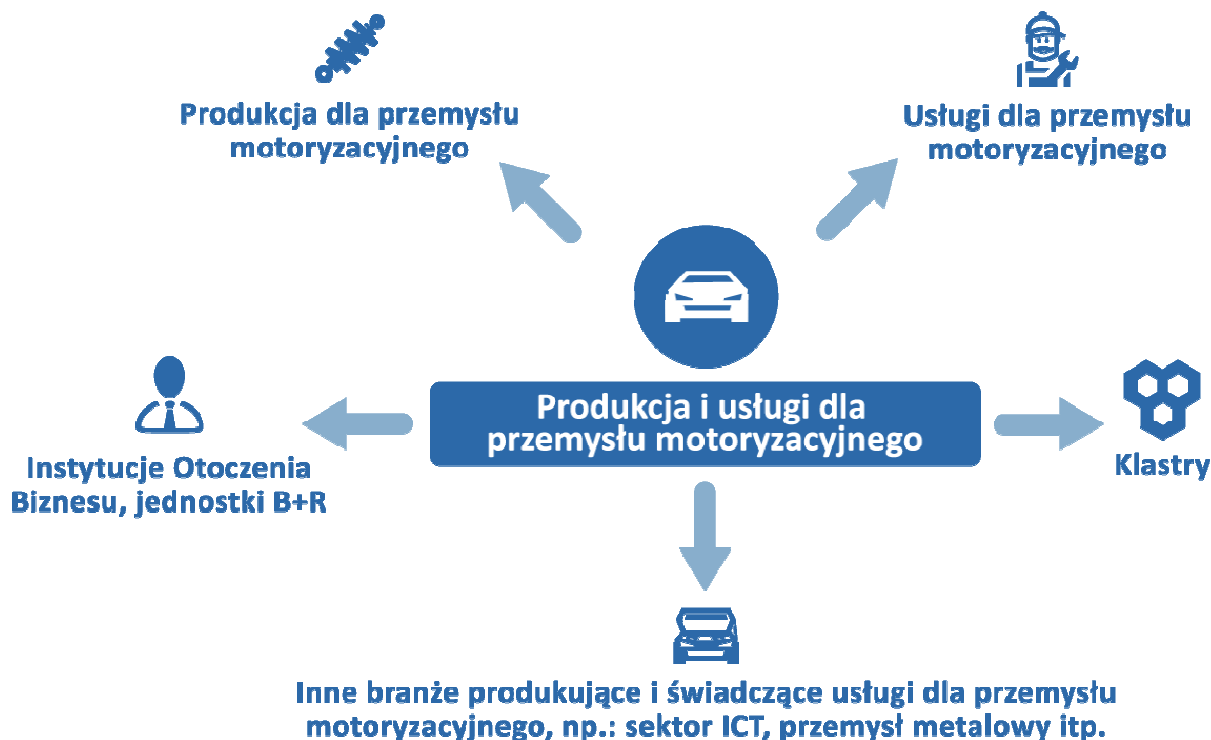 Produkcja dla przemysłu
motoryzacyjnego
Usługi dla przemysłu
motoryzacyjnego
Produkcja i usługi dla
przemysłu motoryzacyjnego
Instytucje Otoczenia
Biznesu, jednostki B+R
Klastry
Inne branże produkujące i świadczące usługi dla przemysłu
motoryzacyjnego, np.: sektor ICT, przemysł metalowy itp.